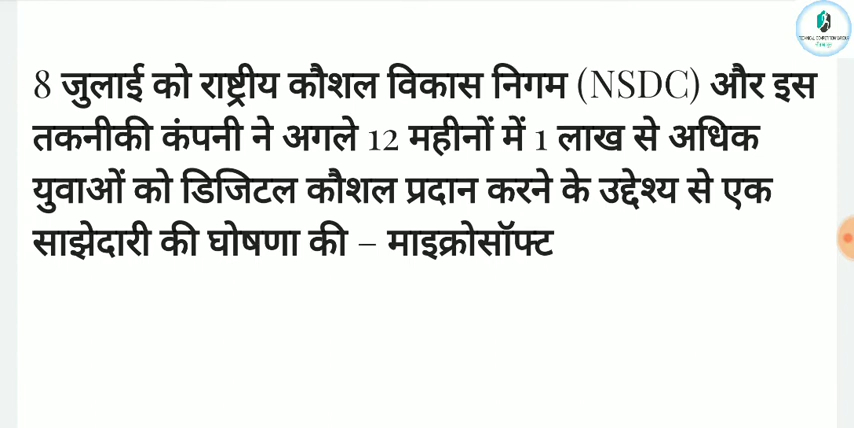 8 जुलाई को राष्ट्रीय कौशल विकास निगम (NSDC) और इस
तकनीकी कंपनी ने अगले 12 महीनों में 1 लाख से अधिक
युवाओं को डिजिटल कौशल प्रदान करने के उद्देश्य से एक
साझेदारी की घोषणा की – माइक्रोसॉफ्ट